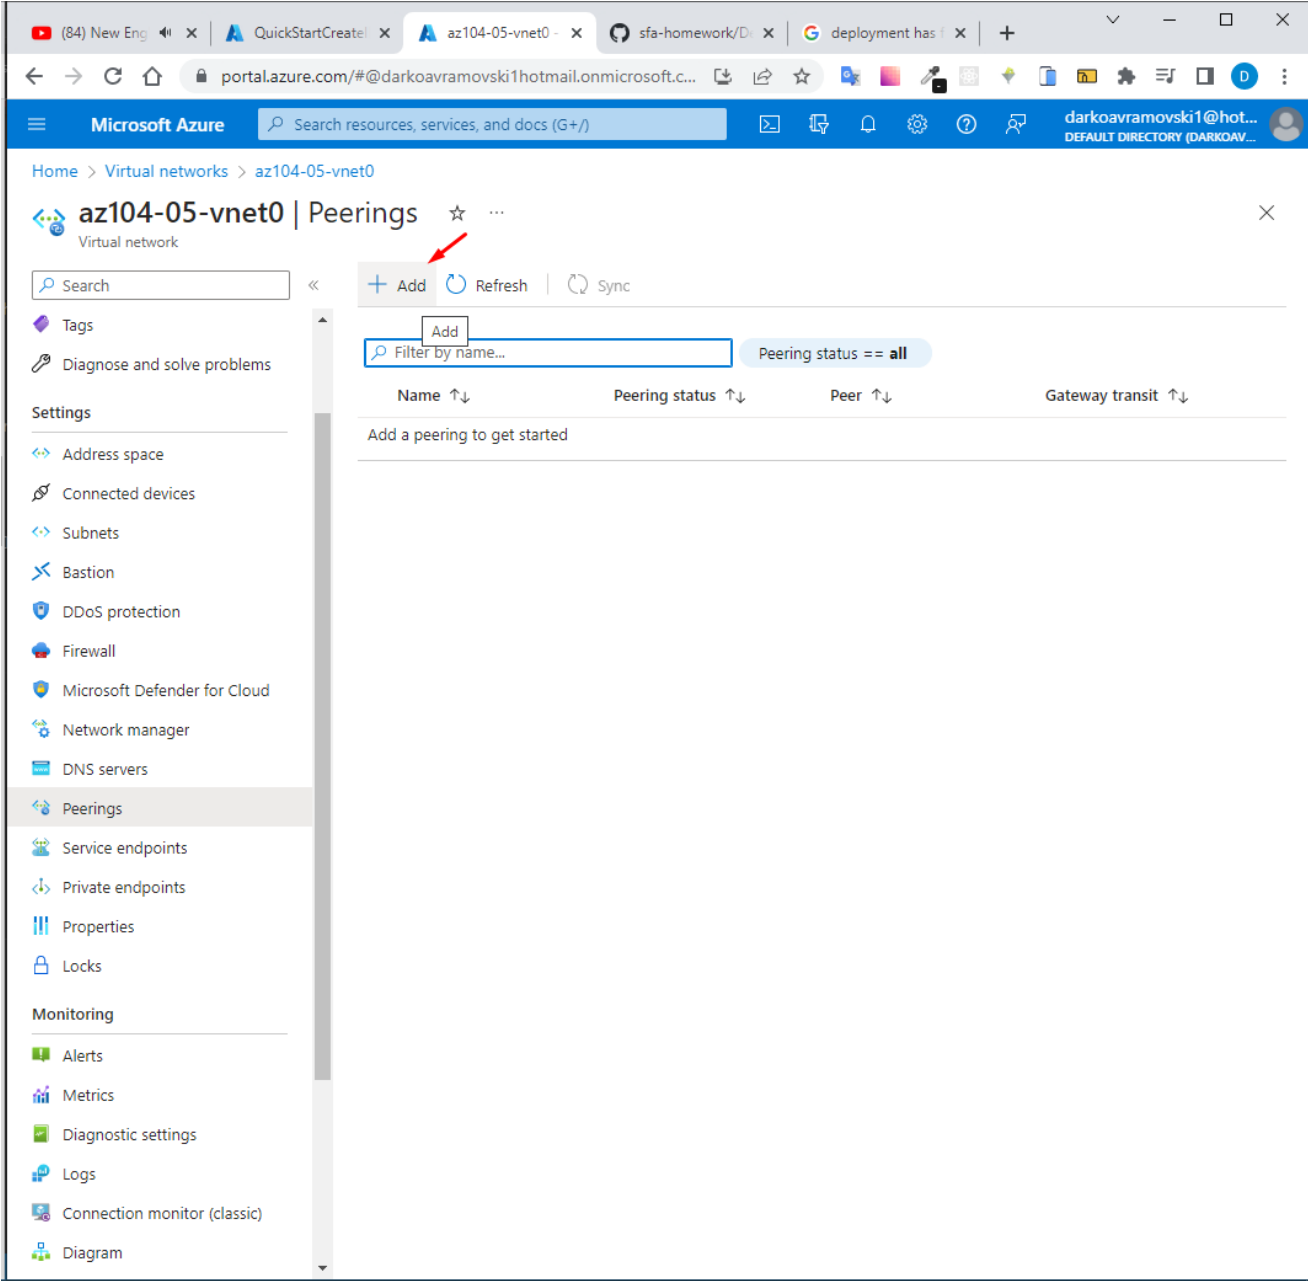 (84) New Eng
QuickStartCreate
az104-05-vnet0 -
sfa-homework/D
deployment has f
portal.azure.com/#@darkoavramovski1hotmail.onmicrosoft.c...
D
Microsoft Azure
Search resources, services, and docs (G+/)
darkoavramovski1@hot...
DEFAULT DIRECTORY (DARKOAV...
Home > Virtual networks > az104-05-vnet0
az104-05-vnet0 | Peerings
Virtual network
Search
Add
Refresh
Sync
Add
Filter by name...
Peering status == all
Name
Peering status
Peer
Gateway transit
Add a peering to get started
Tags
Diagnose and solve problems
Settings
Address space
Connected devices
Subnets
Bastion
DDoS protection
Firewall
Microsoft Defender for Cloud
Network manager
DNS servers
Peerings
Service endpoints
Private endpoints
Properties
Locks
Monitoring
Alerts
Metrics
Diagnostic settings
Logs
Connection monitor (classic)
Diagram